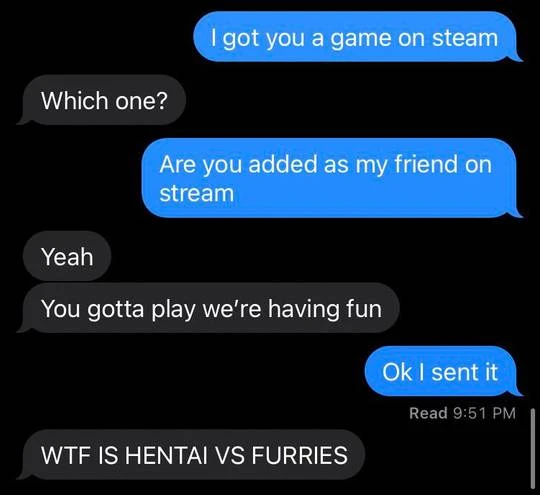 I got you a game on steam
Which one?
Are you added as my friend on
stream
Yeah
You gotta play we’re having fun
Ok I sent it
Read 9:51 PM
WTF IS HENTAI VS FURRIES